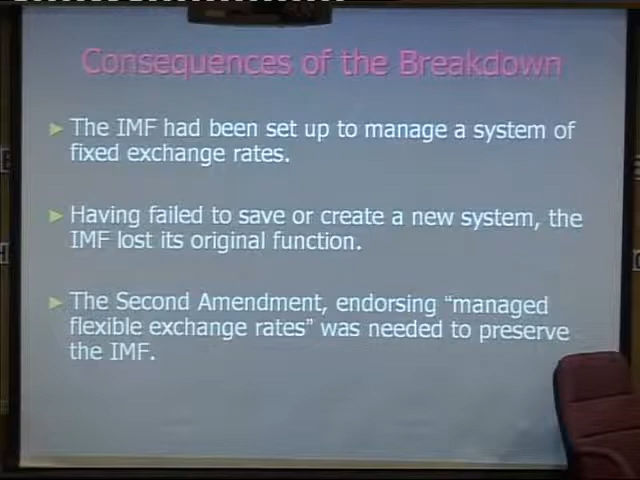 Consequences of the Breakdown
The IMF had been set up to manage a system of
fixed exchange rates.
Having failed to save or create a new system, the
IMF lost its original function.
The Second Amendment, endorsing “managed
flexible exchange rates” was needed to preserve
the IMF.